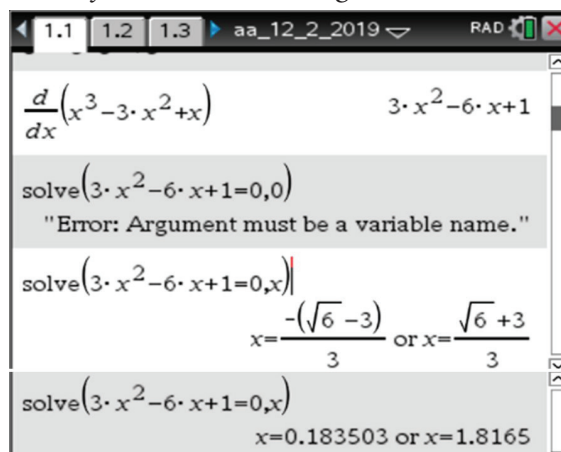 1.1 1.2 1.3 aa_12_2_2019 RAD
d/dx(x^3-3·x^2+x) 3·x^2-6·x+1
solve(3·x^2-6·x+1=0,0)
"Error: Argument must be a variable name."
solve(3·x^2-6·x+1=0,x)
x=-(√6-3)/3 or x=(√6+3)/3
solve(3·x^2-6·x+1=0,x)
x=0.183503 or x=1.8165